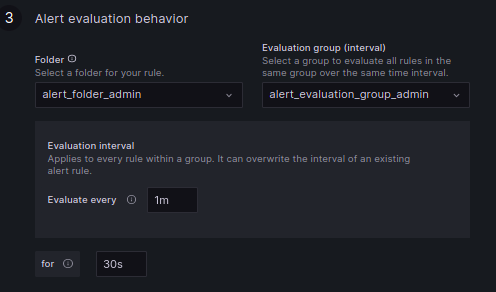 3 Alert evaluation behavior
Folder
Select a folder for your rule.
alert_folder_admin
Evaluation group (interval)
Select a group to evaluate all rules in the
same group over the same time interval.
alert_evaluation_group_admin
Evaluation interval
Applies to every rule within a group. It can overwrite the interval of an existing
alert rule.
Evaluate every 1m
for 30s